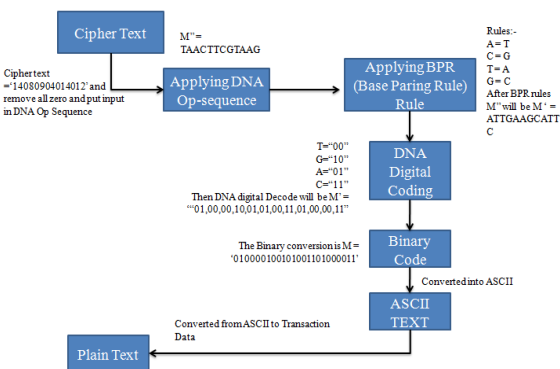 Cipher Text
M" =
TAACTTCGTAAG
Rules:-
A = T
C = G
T = A
G = C
After BPR rules
M" will be M ' =
ATTGAAGCATT
C
Cipher text
='14080904014012' and
remove all zero and put input
in DNA Op Sequence
Applying DNA
Op-sequence
Applying BPR
(Base Paring Rule)
Rule
T="00"
G="10"
A="01"
C="11"
Then DNA digital Decode will be M' =
""01,00,00,10,01,01,00,11,01,00,00,11"
DNA
Digital
Coding
The Binary conversion is M =
'010000100101001101000011'
Binary
Code
Converted into ASCII
ASCII
TEXT
Converted from ASCII to Transaction
Data
Plain Text